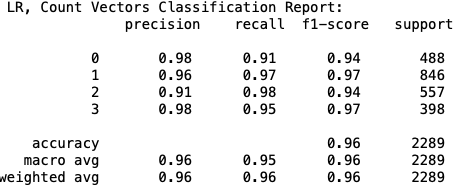 LR, Count Vectors Classification Report:
precision recall f1-score support
0 0.98 0.91 0.94 488
1 0.96 0.97 0.97 846
2 0.91 0.98 0.94 557
3 0.98 0.95 0.97 398
accuracy 0.96 2289
macro avg 0.96 0.95 0.96 2289
weighted avg 0.96 0.96 0.96 2289